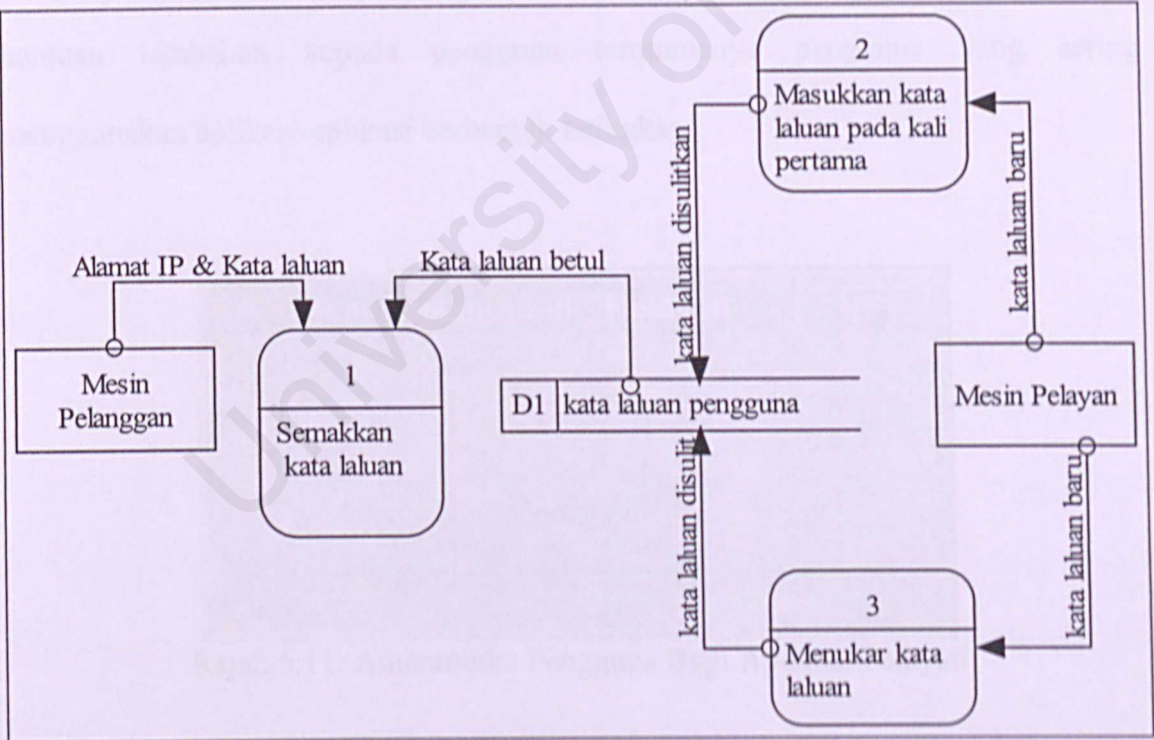 2
Masukkan kata
laluan pada kali
pertama
kata laluan disulitkan
kata laluan baru
Alamat IP & Kata laluan
Kata laluan betul
Mesin
Pelanggan
1
Semakkan
kata laluan
D1 kata laluan pengguna
Mesin Pelayan
kata laluan disulit
kata laluan baru
3
Menukar kata
laluan
University of